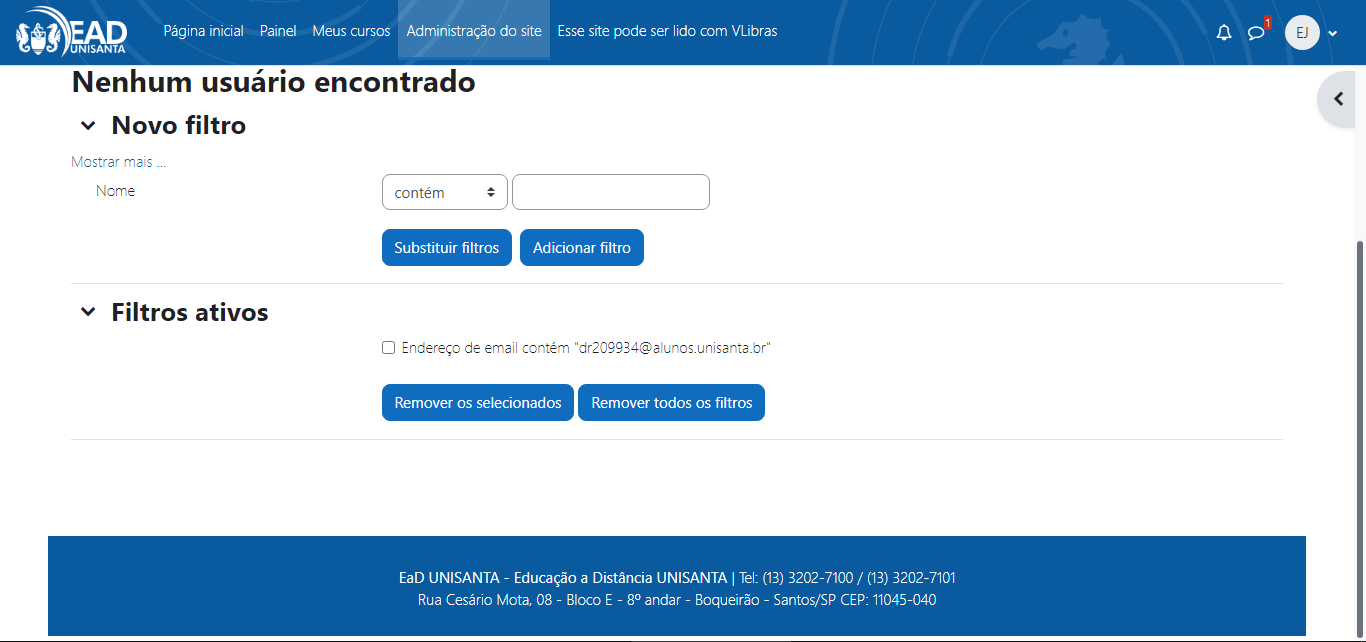 EAD
UNISANTA
Página inicial Painel Meus cursos Administração do site Esse site pode ser lido com VLibras
1
EJ
Nenhum usuário encontrado
Novo filtro
Mostrar mais ...
Nome contém
Substituir filtros Adicionar filtro
Filtros ativos
Endereço de email contém "dr209934@alunos.unisanta.br"
Remover os selecionados Remover todos os filtros
EaD UNISANTA - Educação a Distância UNISANTA | Tel: (13) 3202-7100 / (13) 3202-7101
Rua Cesário Mota, 08 - Bloco E - 8º andar - Boqueirão - Santos/SP CEP: 11045-040